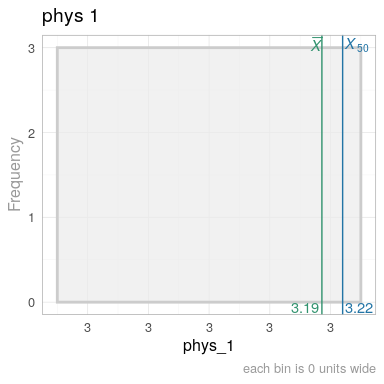 phys 1
X̅ X50
3
2
1
0
Frequency
3.19 3.22
3 3 3 3 3
phys_1
each bin is 0 units wide